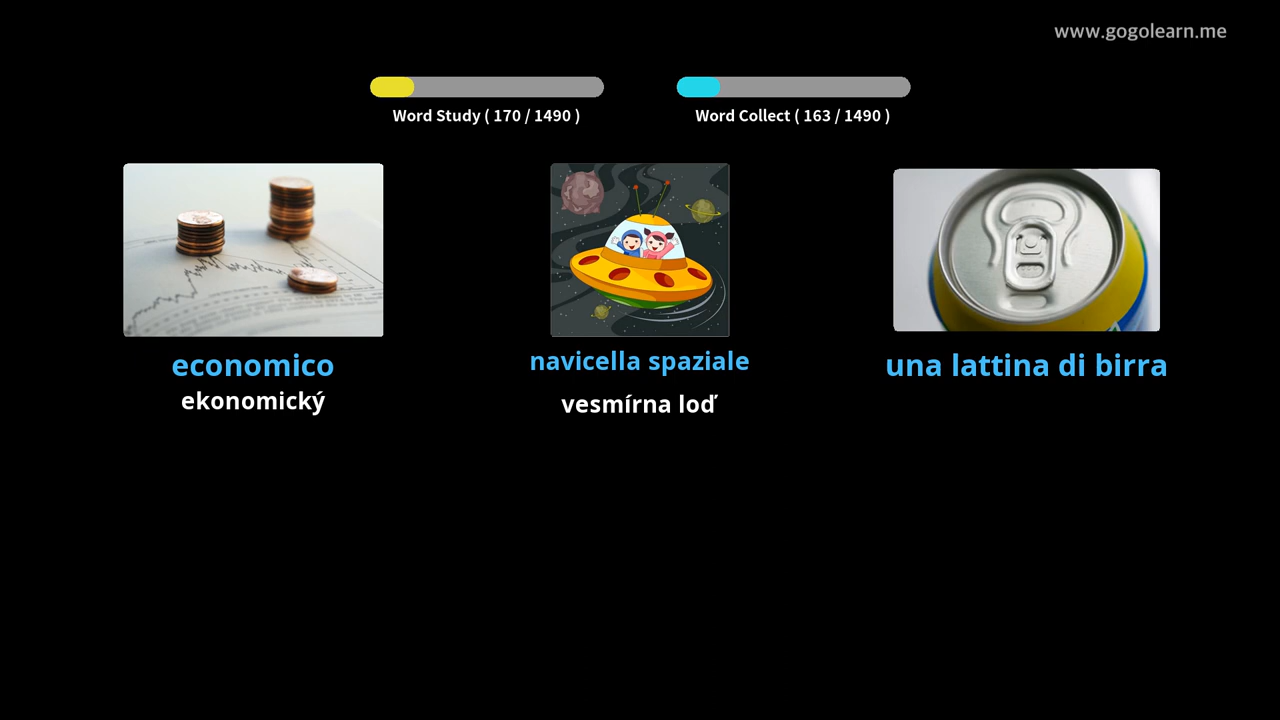 www.gogolearn.me
Word Study ( 170 / 1490 )
Word Collect ( 163 / 1490 )
economico
navicella spaziale
una lattina di birra
ekonomický
vesmírna loď